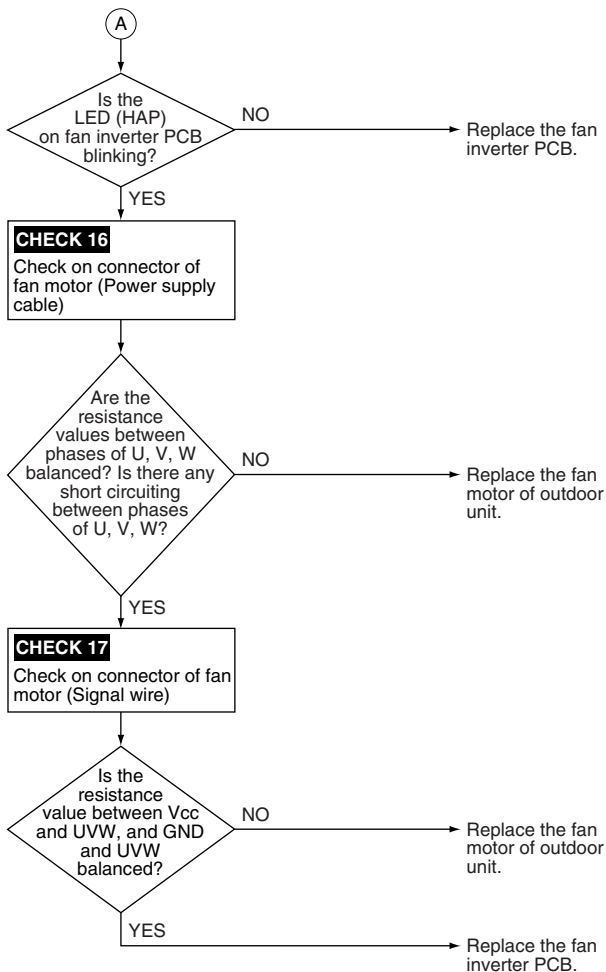 A
Is the
LED (HAP)
on fan inverter PCB
blinking?
NO
Replace the fan
inverter PCB.
YES
CHECK 16
Check on connector of
fan motor (Power supply
cable)
Are the
resistance
values between
phases of U, V, W
balanced? Is there any
short circuiting
between phases
of U, V, W?
NO
Replace the fan
motor of outdoor
unit.
YES
CHECK 17
Check on connector of fan
motor (Signal wire)
Is the
resistance
value between Vcc
and UVW, and GND
and UVW
balanced?
NO
Replace the fan
motor of outdoor
unit.
YES
Replace the fan
inverter PCB.